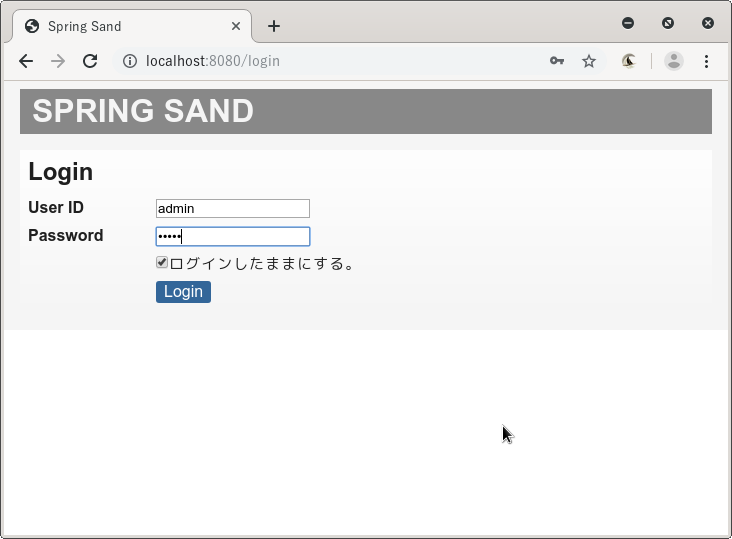 Spring Sand
localhost:8080/login
SPRING SAND
Login
User ID admin
Password •••••
ログインしたままにする。
Login